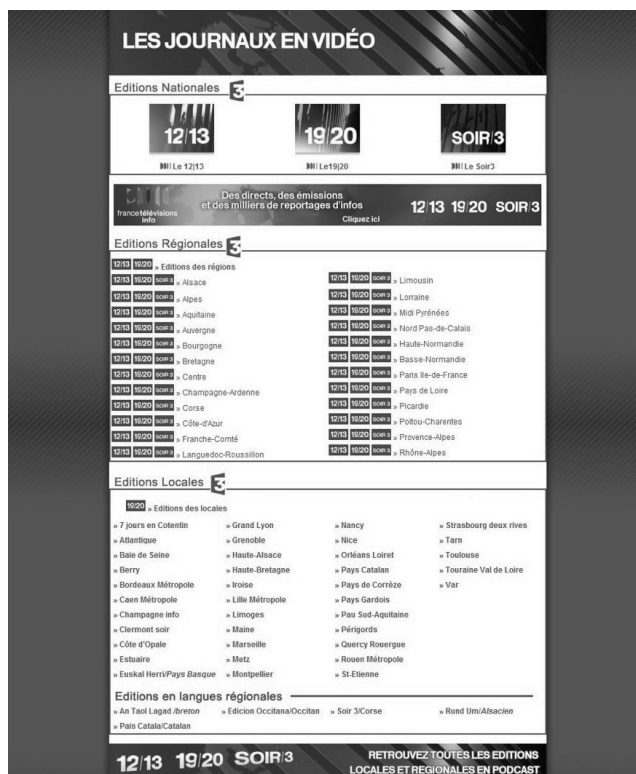 LES JOURNAUX EN VIDÉO
Editions Nationales 3
12/13
19/20
SOIR/3
Le 12|13
Le19|20
Le Soir3
francetélévisions
info
Des directs, des émissions
et des milliers de reportages d'infos
Cliquez ici
12/13 19/20 SOIR/3
Editions Régionales 3
12/13 19/20 » Editions des régions
12/13 19/20 SOIR 3 » Alsace
12/13 19/20 SOIR 3 » Alpes
12/13 19/20 SOIR 3 » Aquitaine
12/13 19/20 SOIR 3 » Auvergne
12/13 19/20 SOIR 3 » Bourgogne
12/13 19/20 SOIR 3 » Bretagne
12/13 19/20 SOIR 3 » Centre
12/13 19/20 SOIR 3 » Champagne-Ardenne
12/13 19/20 SOIR 3 » Corse
12/13 19/20 SOIR 3 » Côte-d'Azur
12/13 19/20 SOIR 3 » Franche-Comté
12/13 19/20 SOIR 3 » Languedoc-Roussillon
12/13 19/20 SOIR 3 » Limousin
12/13 19/20 SOIR 3 » Lorraine
12/13 19/20 SOIR 3 » Midi Pyrénées
12/13 19/20 SOIR 3 » Nord Pas-de-Calais
12/13 19/20 SOIR 3 » Haute-Normandie
12/13 19/20 SOIR 3 » Basse-Normandie
12/13 19/20 SOIR 3 » Paris Ile-de-France
12/13 19/20 SOIR 3 » Pays de Loire
12/13 19/20 SOIR 3 » Picardie
12/13 19/20 SOIR 3 » Poitou-Charentes
12/13 19/20 SOIR 3 » Provence-Alpes
12/13 19/20 SOIR 3 » Rhône-Alpes
Editions Locales 3
19/20 » Editions des locales
» 7 jours en Cotentin
» Atlantique
» Baie de Seine
» Berry
» Bordeaux Métropole
» Caen Métropole
» Champagne info
» Clermont soir
» Côte d'Opale
» Estuaire
» Euskal Herri/Pays Basque
» Grand Lyon
» Grenoble
» Haute-Alsace
» Haute-Bretagne
» Iroise
» Lille Métropole
» Limoges
» Maine
» Marseille
» Metz
» Montpellier
» Nancy
» Nice
» Orléans Loiret
» Pays Catalan
» Pays de Corrèze
» Pays Gardois
» Pau Sud-Aquitaine
» Périgords
» Quercy Rouergue
» Rouen Métropole
» St-Etienne
» Strasbourg deux rives
» Tarn
» Toulouse
» Touraine Val de Loire
» Var
Editions en langues régionales
» An Taol Lagad /breton
» Edicion Occitana/Occitan
» Soir 3/Corse
» Rund Um/Alsacien
» Pais Catala/Catalan
12/13 19/20 SOIR/3
RETROUVEZ TOUTES LES EDITIONS
LOCALES ET REGIONALES EN PODCAST